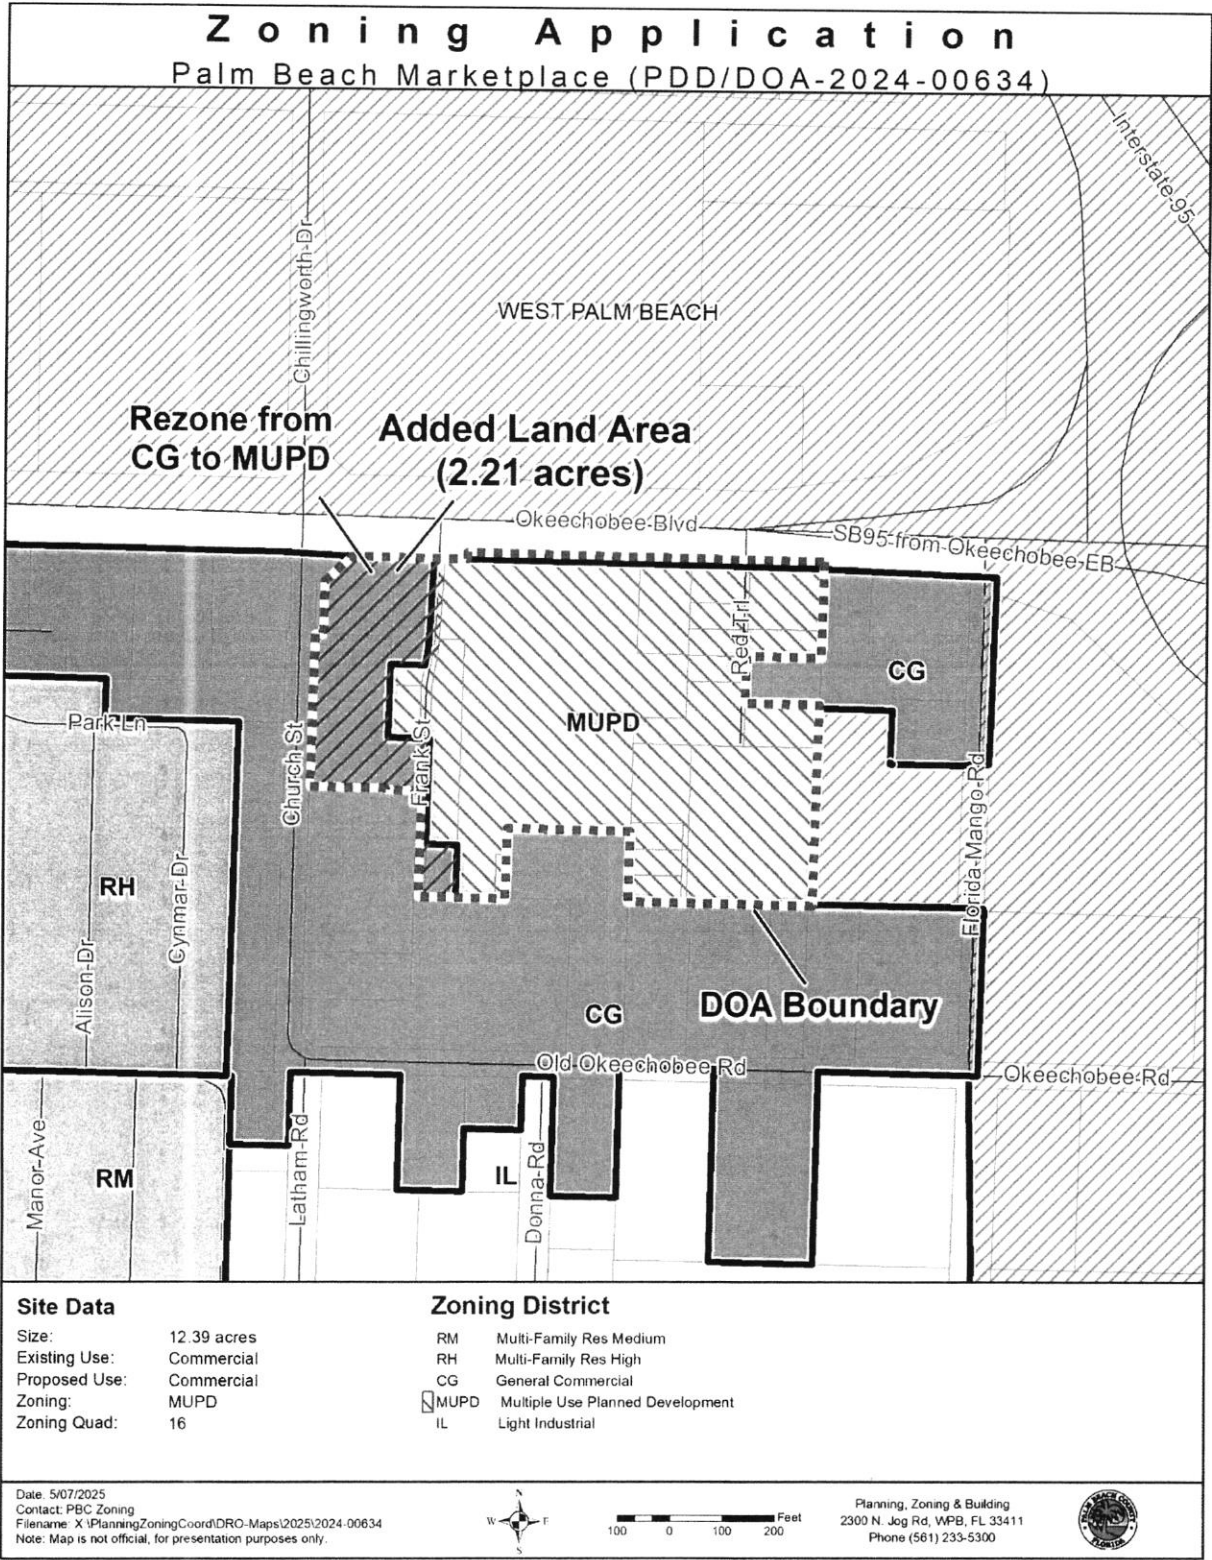 Zoning Application
Palm Beach Marketplace (PDD/DOA-2024-00634)
Interstate-95
Chillingworth-Dr
WEST PALM BEACH
Rezone from
CG to MUPD
Added Land Area
(2.21 acres)
Okeechobee-Blvd
SB95-from-Okeechobee-EB
Red-Trl
CG
Park-Ln
Church-St
Frank-St
MUPD
Florida-Mango-Rd
RH
Cynmar-Dr
Alison-Dr
DOA Boundary
CG
Old-Okeechobee-Rd
Okeechobee-Rd
Manor-Ave
RM
Latham-Rd
IL
Donna-Rd
Site Data
Size: 12.39 acres
Existing Use: Commercial
Proposed Use: Commercial
Zoning: MUPD
Zoning Quad: 16
Zoning District
RM Multi-Family Res Medium
RH Multi-Family Res High
CG General Commercial
MUPD Multiple Use Planned Development
IL Light Industrial
Date: 5/07/2025
Contact: PBC Zoning
Filename: X:\PlanningZoningCoord\DRO-Maps\2025\2024-00634
Note: Map is not official, for presentation purposes only.
N
W E
S
Feet
100 0 100 200
Planning, Zoning & Building
2300 N. Jog Rd, WPB, FL 33411
Phone (561) 233-5300
PALM BEACH COUNTY
FLORIDA